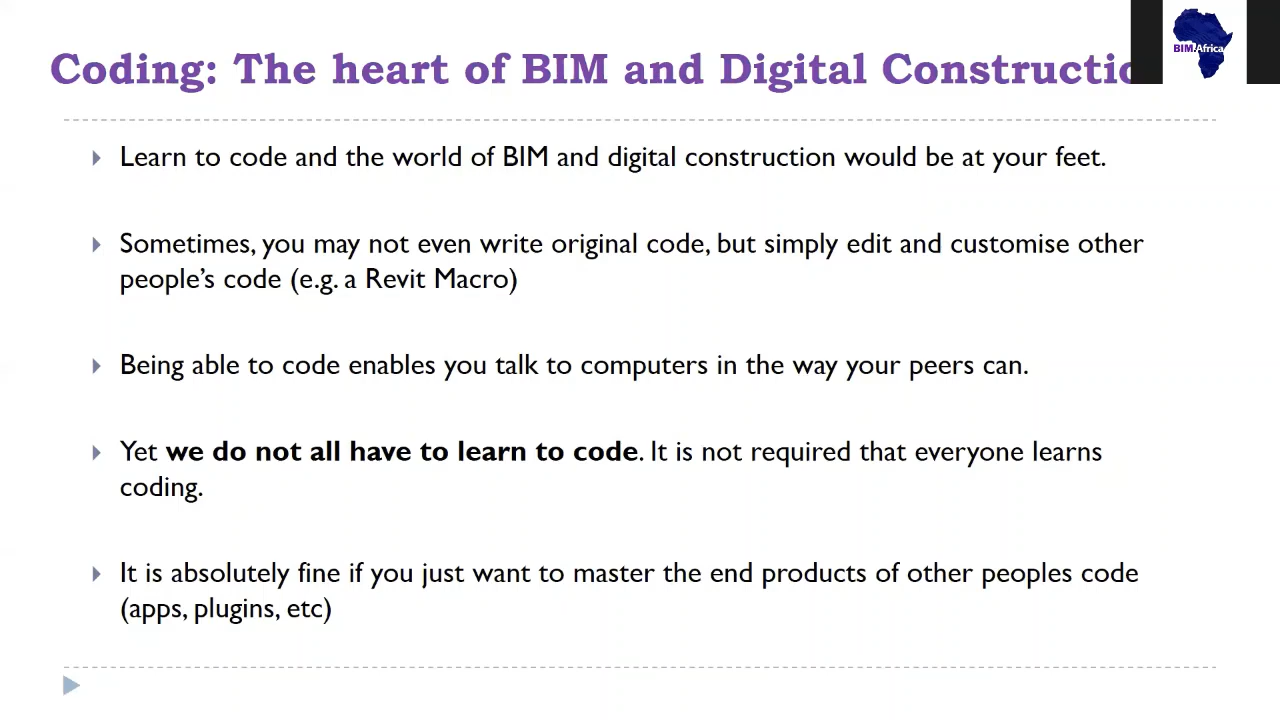 Coding: The heart of BIM and Digital Constructio
BIM Africa
Learn to code and the world of BIM and digital construction would be at your feet.
Sometimes, you may not even write original code, but simply edit and customise other
people’s code (e.g. a Revit Macro)
Being able to code enables you talk to computers in the way your peers can.
Yet we do not all have to learn to code. It is not required that everyone learns
coding.
It is absolutely fine if you just want to master the end products of other peoples code
(apps, plugins, etc)